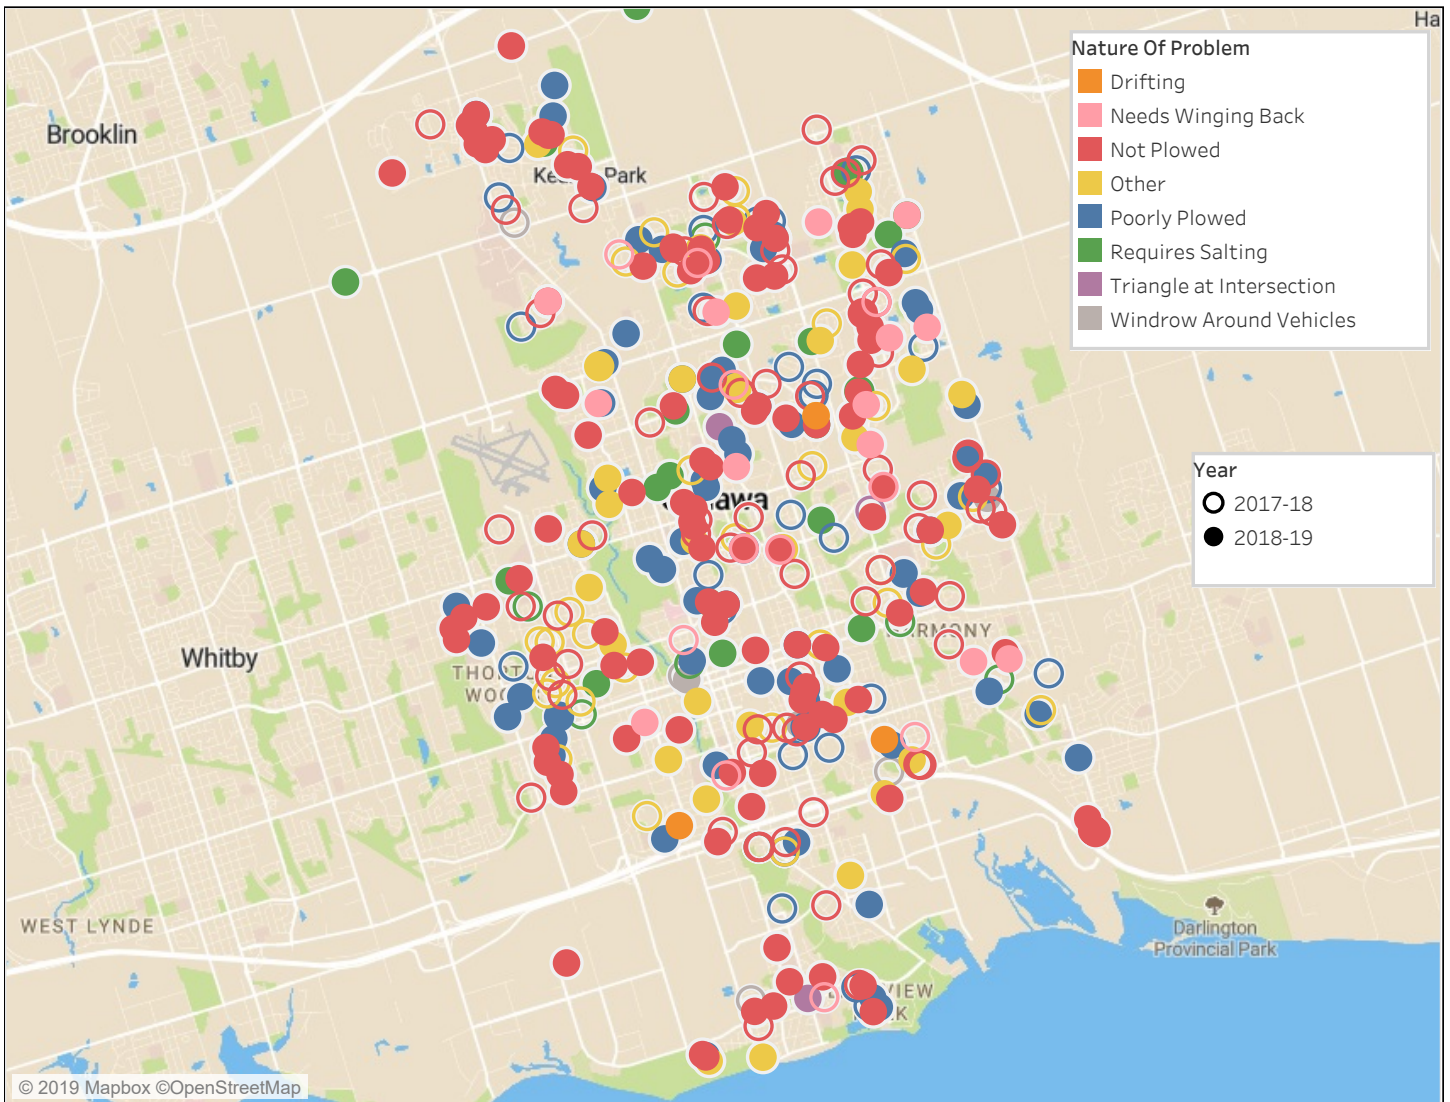 Ha
Nature Of Problem
Drifting
Needs Winging Back
Not Plowed
Other
Poorly Plowed
Requires Salting
Triangle at Intersection
Windrow Around Vehicles
Brooklin
Park
Year
2017-18
2018-19
Whitby
WEST LYNDE
Darlington
Provincial Park
© 2019 Mapbox ©OpenStreetMap